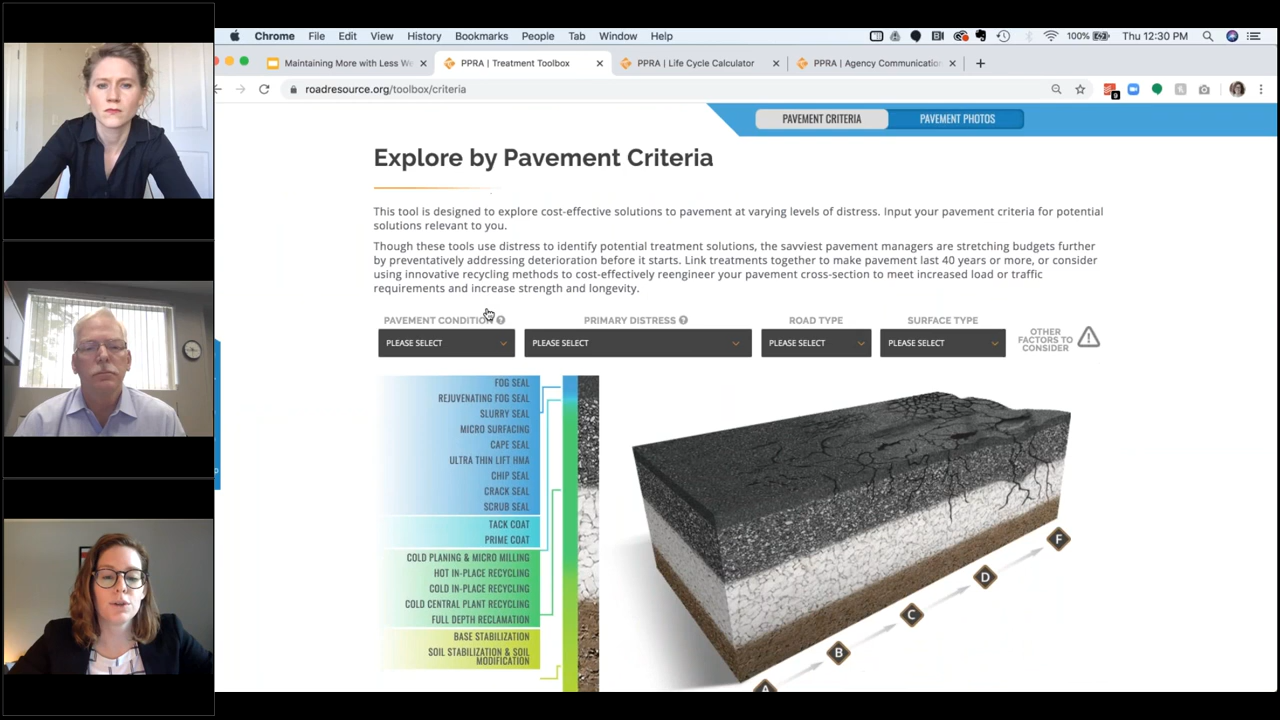 Chrome File Edit View History Bookmarks People Tab Window Help
100%
Thu 12:30 PM
Maintaining More with Less We
PPRA | Treatment Toolbox
PPRA | Life Cycle Calculator
PPRA | Agency Communication
roadresource.org/toolbox/criteria
9
PAVEMENT CRITERIA
PAVEMENT PHOTOS
Explore by Pavement Criteria
This tool is designed to explore cost-effective solutions to pavement at varying levels of distress. Input your pavement criteria for potential
solutions relevant to you.
Though these tools use distress to identify potential treatment solutions, the savviest pavement managers are stretching budgets further
by preventatively addressing deterioration before it starts. Link treatments together to make pavement last 40 years or more, or consider
using innovative recycling methods to cost-effectively reengineer your pavement cross-section to meet increased load or traffic
requirements and increase strength and longevity.
PAVEMENT CONDITION ?
PRIMARY DISTRESS ?
ROAD TYPE
SURFACE TYPE
PLEASE SELECT
PLEASE SELECT
PLEASE SELECT
PLEASE SELECT
OTHER
FACTORS TO
CONSIDER
FOG SEAL
REJUVENATING FOG SEAL
SLURRY SEAL
MICRO SURFACING
CAPE SEAL
ULTRA THIN LIFT HMA
CHIP SEAL
CRACK SEAL
SCRUB SEAL
TACK COAT
PRIME COAT
COLD PLANING & MICRO MILLING
HOT IN-PLACE RECYCLING
COLD IN-PLACE RECYCLING
COLD CENTRAL PLANT RECYCLING
FULL DEPTH RECLAMATION
BASE STABILIZATION
SOIL STABILIZATION & SOIL
MODIFICATION
A
B
C
D
F